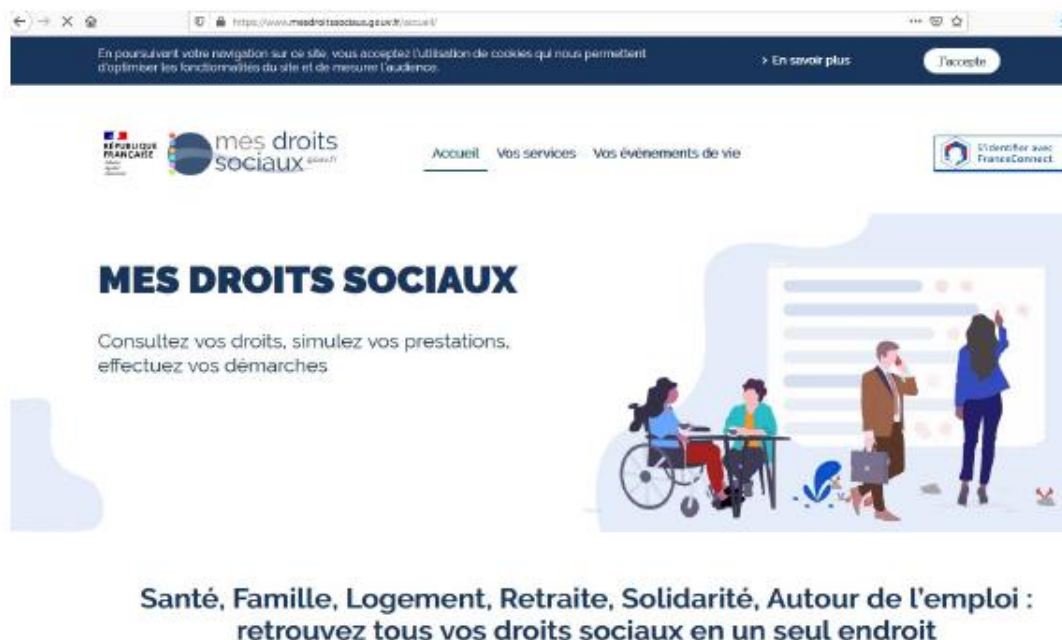 https://www.mesdroitssociaux.gouv.fr/accueil/
En poursuivant votre navigation sur ce site, vous acceptez l'utilisation de cookies qui nous permettent
d'optimiser les fonctionnalités du site et de mesurer l'audience.
> En savoir plus
J'accepte
RÉPUBLIQUE
FRANÇAISE
mes droits
sociaux gouv.fr
Accueil Vos services Vos événements de vie
S'identifier avec
FranceConnect
MES DROITS SOCIAUX
Consultez vos droits, simulez vos prestations,
effectuez vos démarches
Santé, Famille, Logement, Retraite, Solidarité, Autour de l'emploi :
retrouvez tous vos droits sociaux en un seul endroit